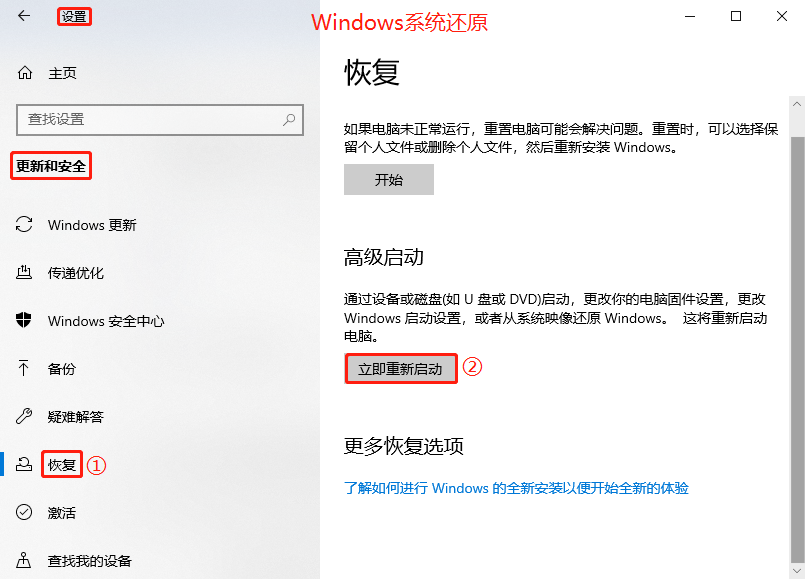 设置
Windows系统还原
主页
查找设置
更新和安全
Windows 更新
传递优化
Windows 安全中心
备份
疑难解答
恢复 ①
激活
查找我的设备
恢复
如果电脑未正常运行，重置电脑可能会解决问题。重置时，可以选择保
留个人文件或删除个人文件，然后重新安装 Windows。
开始
高级启动
通过设备或磁盘(如 U 盘或 DVD)启动，更改你的电脑固件设置，更改
Windows 启动设置，或者从系统映像还原 Windows。 这将重新启动
电脑。
立即重新启动 ②
更多恢复选项
了解如何进行 Windows 的全新安装以便开始全新的体验